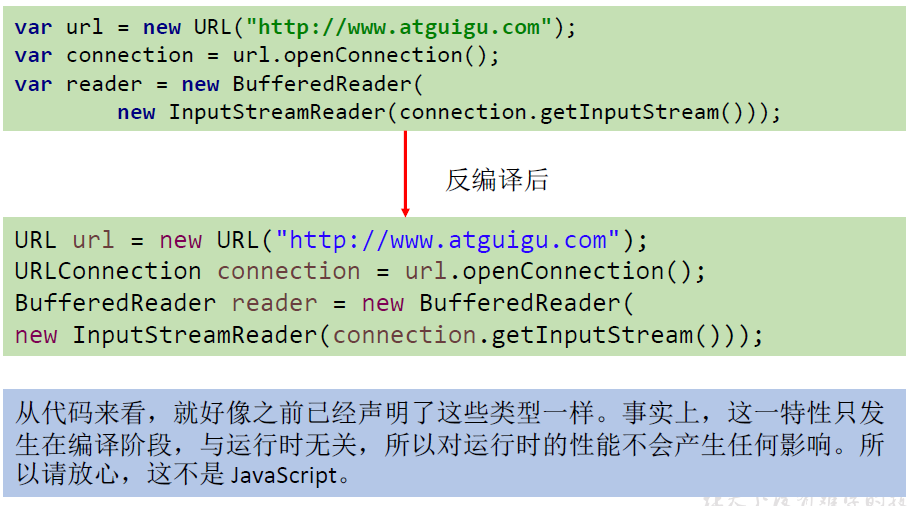 var url = new URL("http://www.atguigu.com");
var connection = url.openConnection();
var reader = new BufferedReader(
new InputStreamReader(connection.getInputStream()));
反编译后
URL url = new URL("http://www.atguigu.com");
URLConnection connection = url.openConnection();
BufferedReader reader = new BufferedReader(
new InputStreamReader(connection.getInputStream()));
从代码来看，就好像之前已经声明了这些类型一样。事实上，这一特性只发
生在编译阶段，与运行时无关，所以对运行时的性能不会产生任何影响。所
以请放心，这不是 JavaScript。